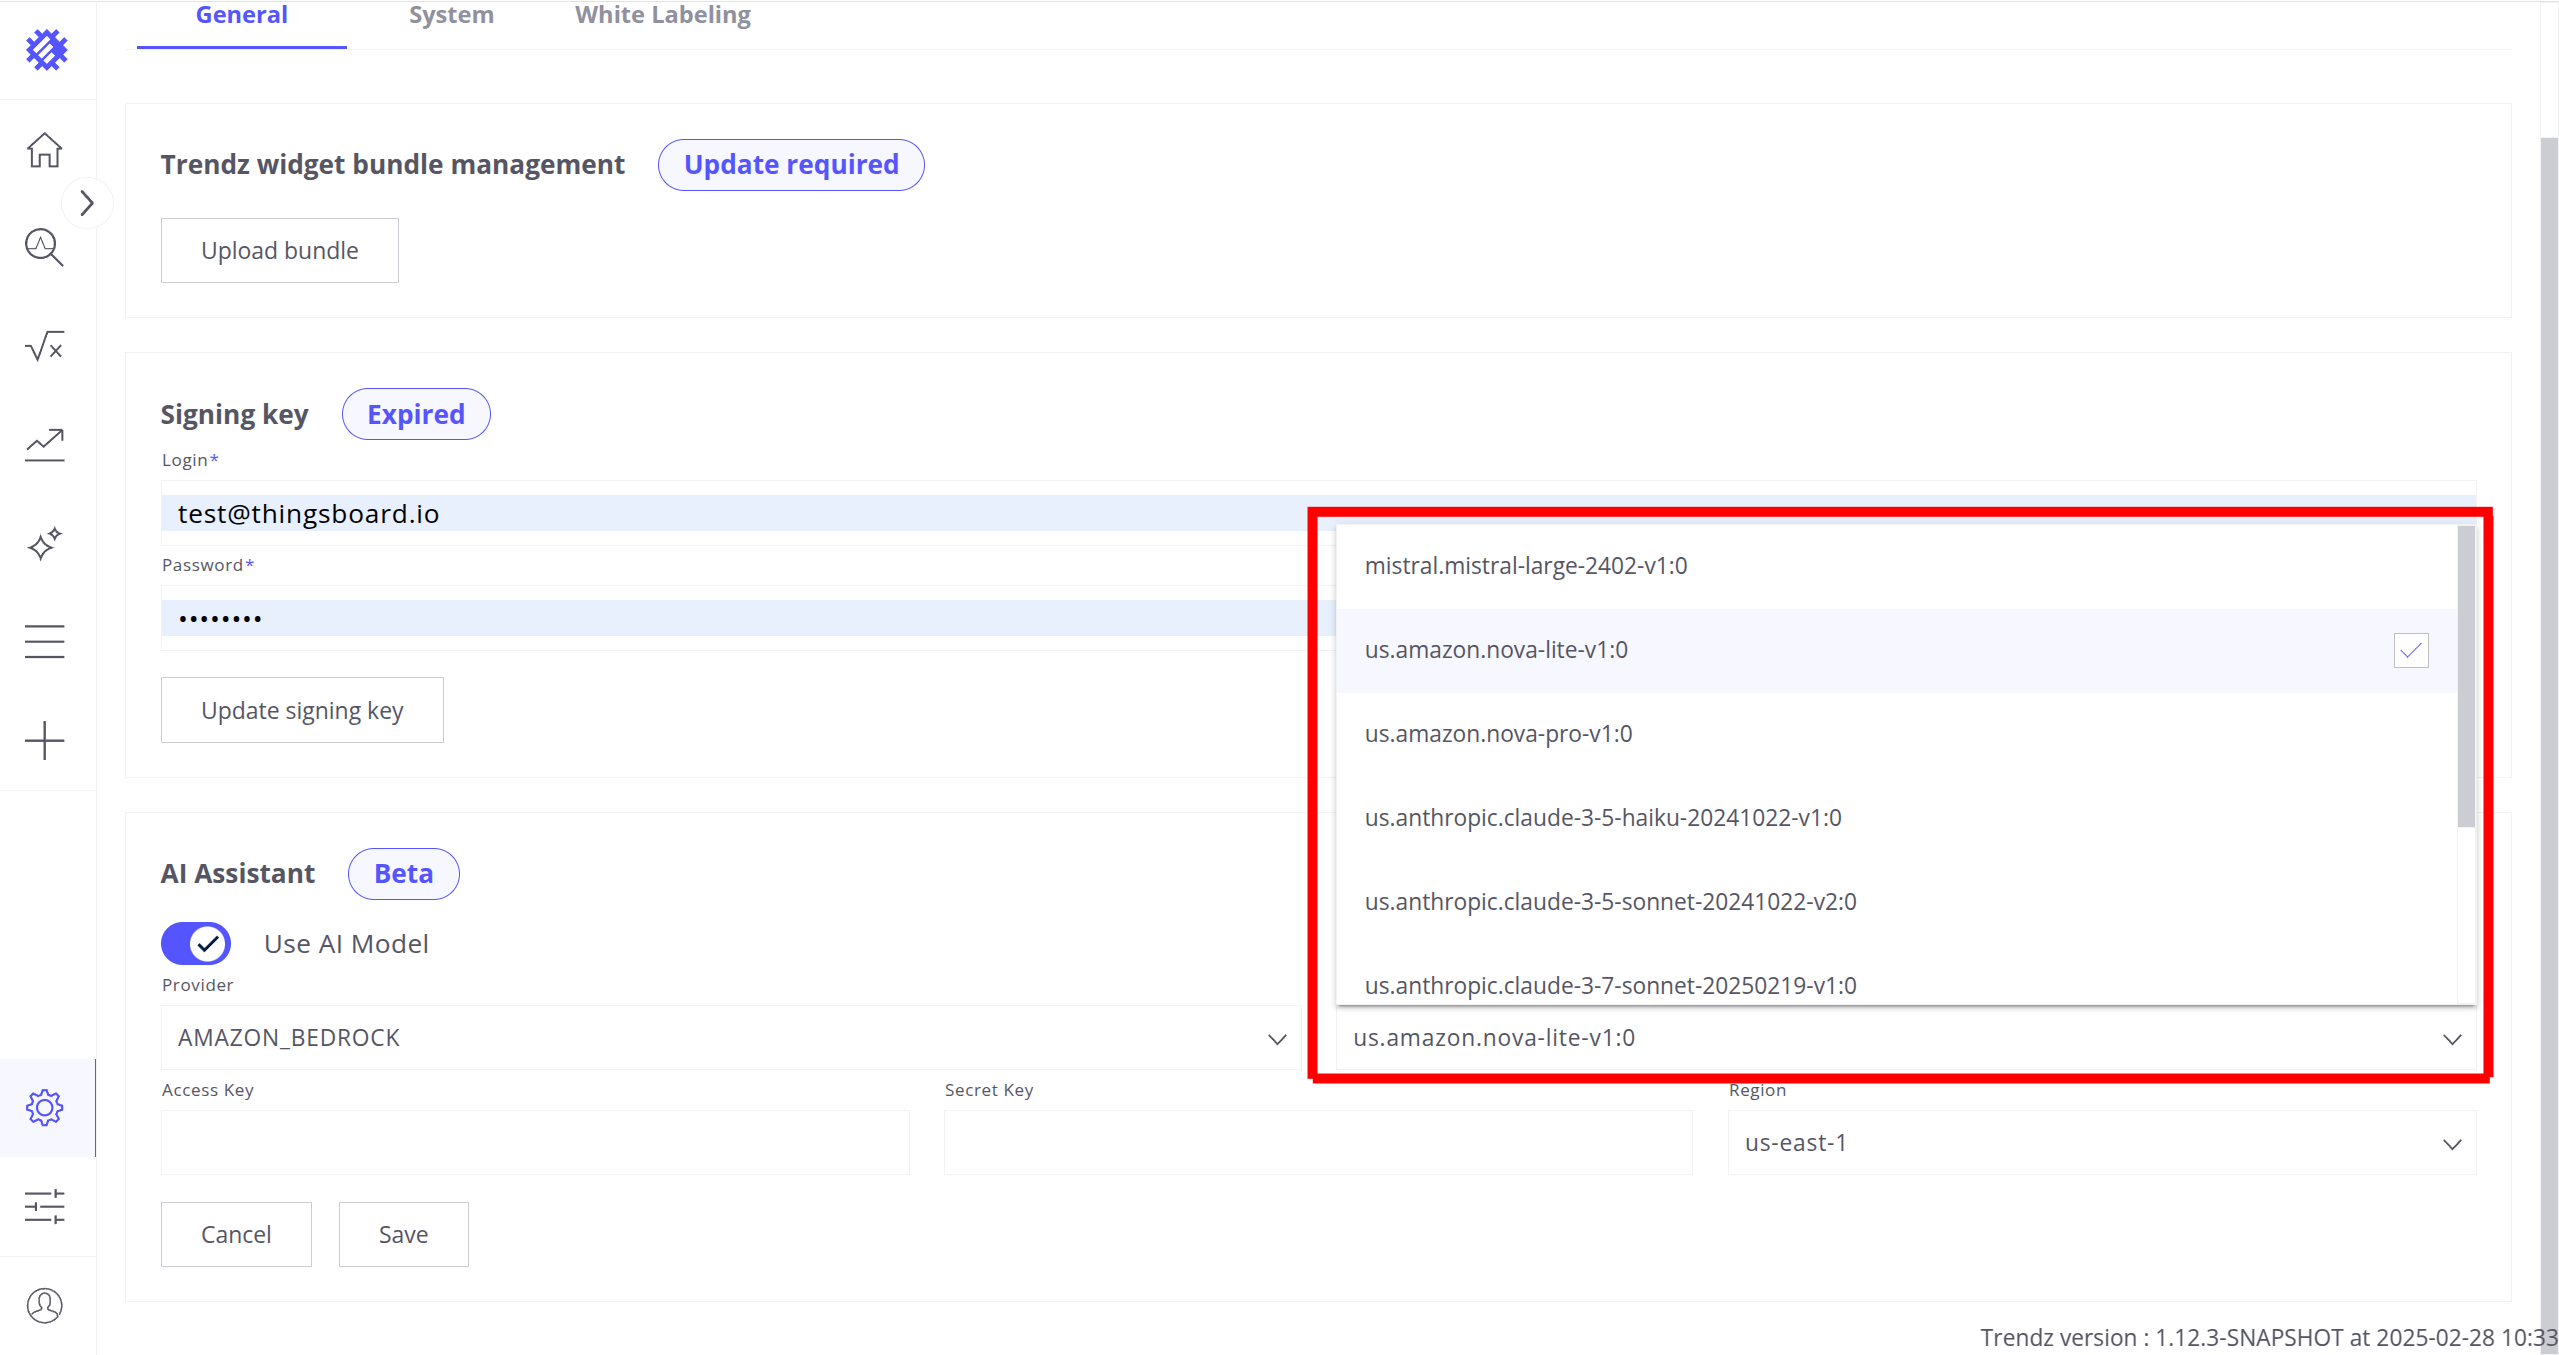 General System White Labeling
Trendz widget bundle management Update required
Upload bundle
Signing key Expired
Login*
test@thingsboard.io
Password*
••••••••
Update signing key
mistral.mistral-large-2402-v1:0
us.amazon.nova-lite-v1:0
us.amazon.nova-pro-v1:0
us.anthropic.claude-3-5-haiku-20241022-v1:0
us.anthropic.claude-3-5-sonnet-20241022-v2:0
us.anthropic.claude-3-7-sonnet-20250219-v1:0
AI Assistant Beta
Use AI Model
Provider
AMAZON_BEDROCK
us.amazon.nova-lite-v1:0
Access Key Secret Key Region
us-east-1
Cancel Save
Trendz version : 1.12.3-SNAPSHOT at 2025-02-28 10:33